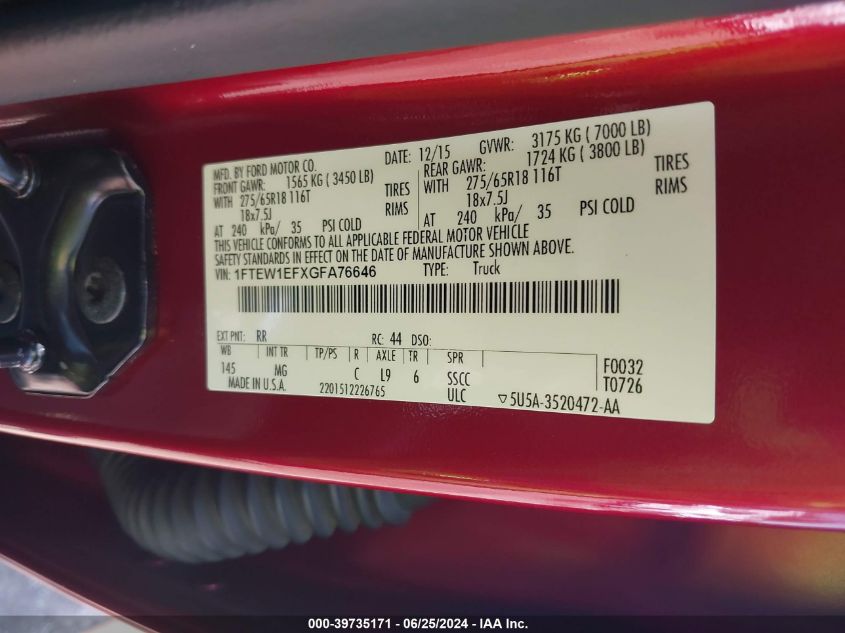 MFD. BY FORD MOTOR CO.
DATE: 12/15 GVWR: 3175 KG ( 7000 LB)
FRONT GAWR: 1565 KG ( 3450 LB)
REAR GAWR: 1724 KG ( 3800 LB)
WITH 275/65R18 116T TIRES
WITH 275/65R18 116T TIRES
18x7.5J RIMS
18x7.5J RIMS
AT 240 kPa/ 35 PSI COLD
AT 240 kPa/ 35 PSI COLD
THIS VEHICLE CONFORMS TO ALL APPLICABLE FEDERAL MOTOR VEHICLE
SAFETY STANDARDS IN EFFECT ON THE DATE OF MANUFACTURE SHOWN ABOVE.
VIN: 1FTEW1EFXGFA76646 TYPE: Truck
EXT PNT: RR RC: 44 DSO:
WB INT TR TP/PS R AXLE TR SPR
145 MG C L9 6 SSCC
F0032
T0726
MADE IN U.S.A. 2201512226765 ULC ▽5U5A-3520472-AA
000-39735171 - 06/25/2024 - IAA Inc.